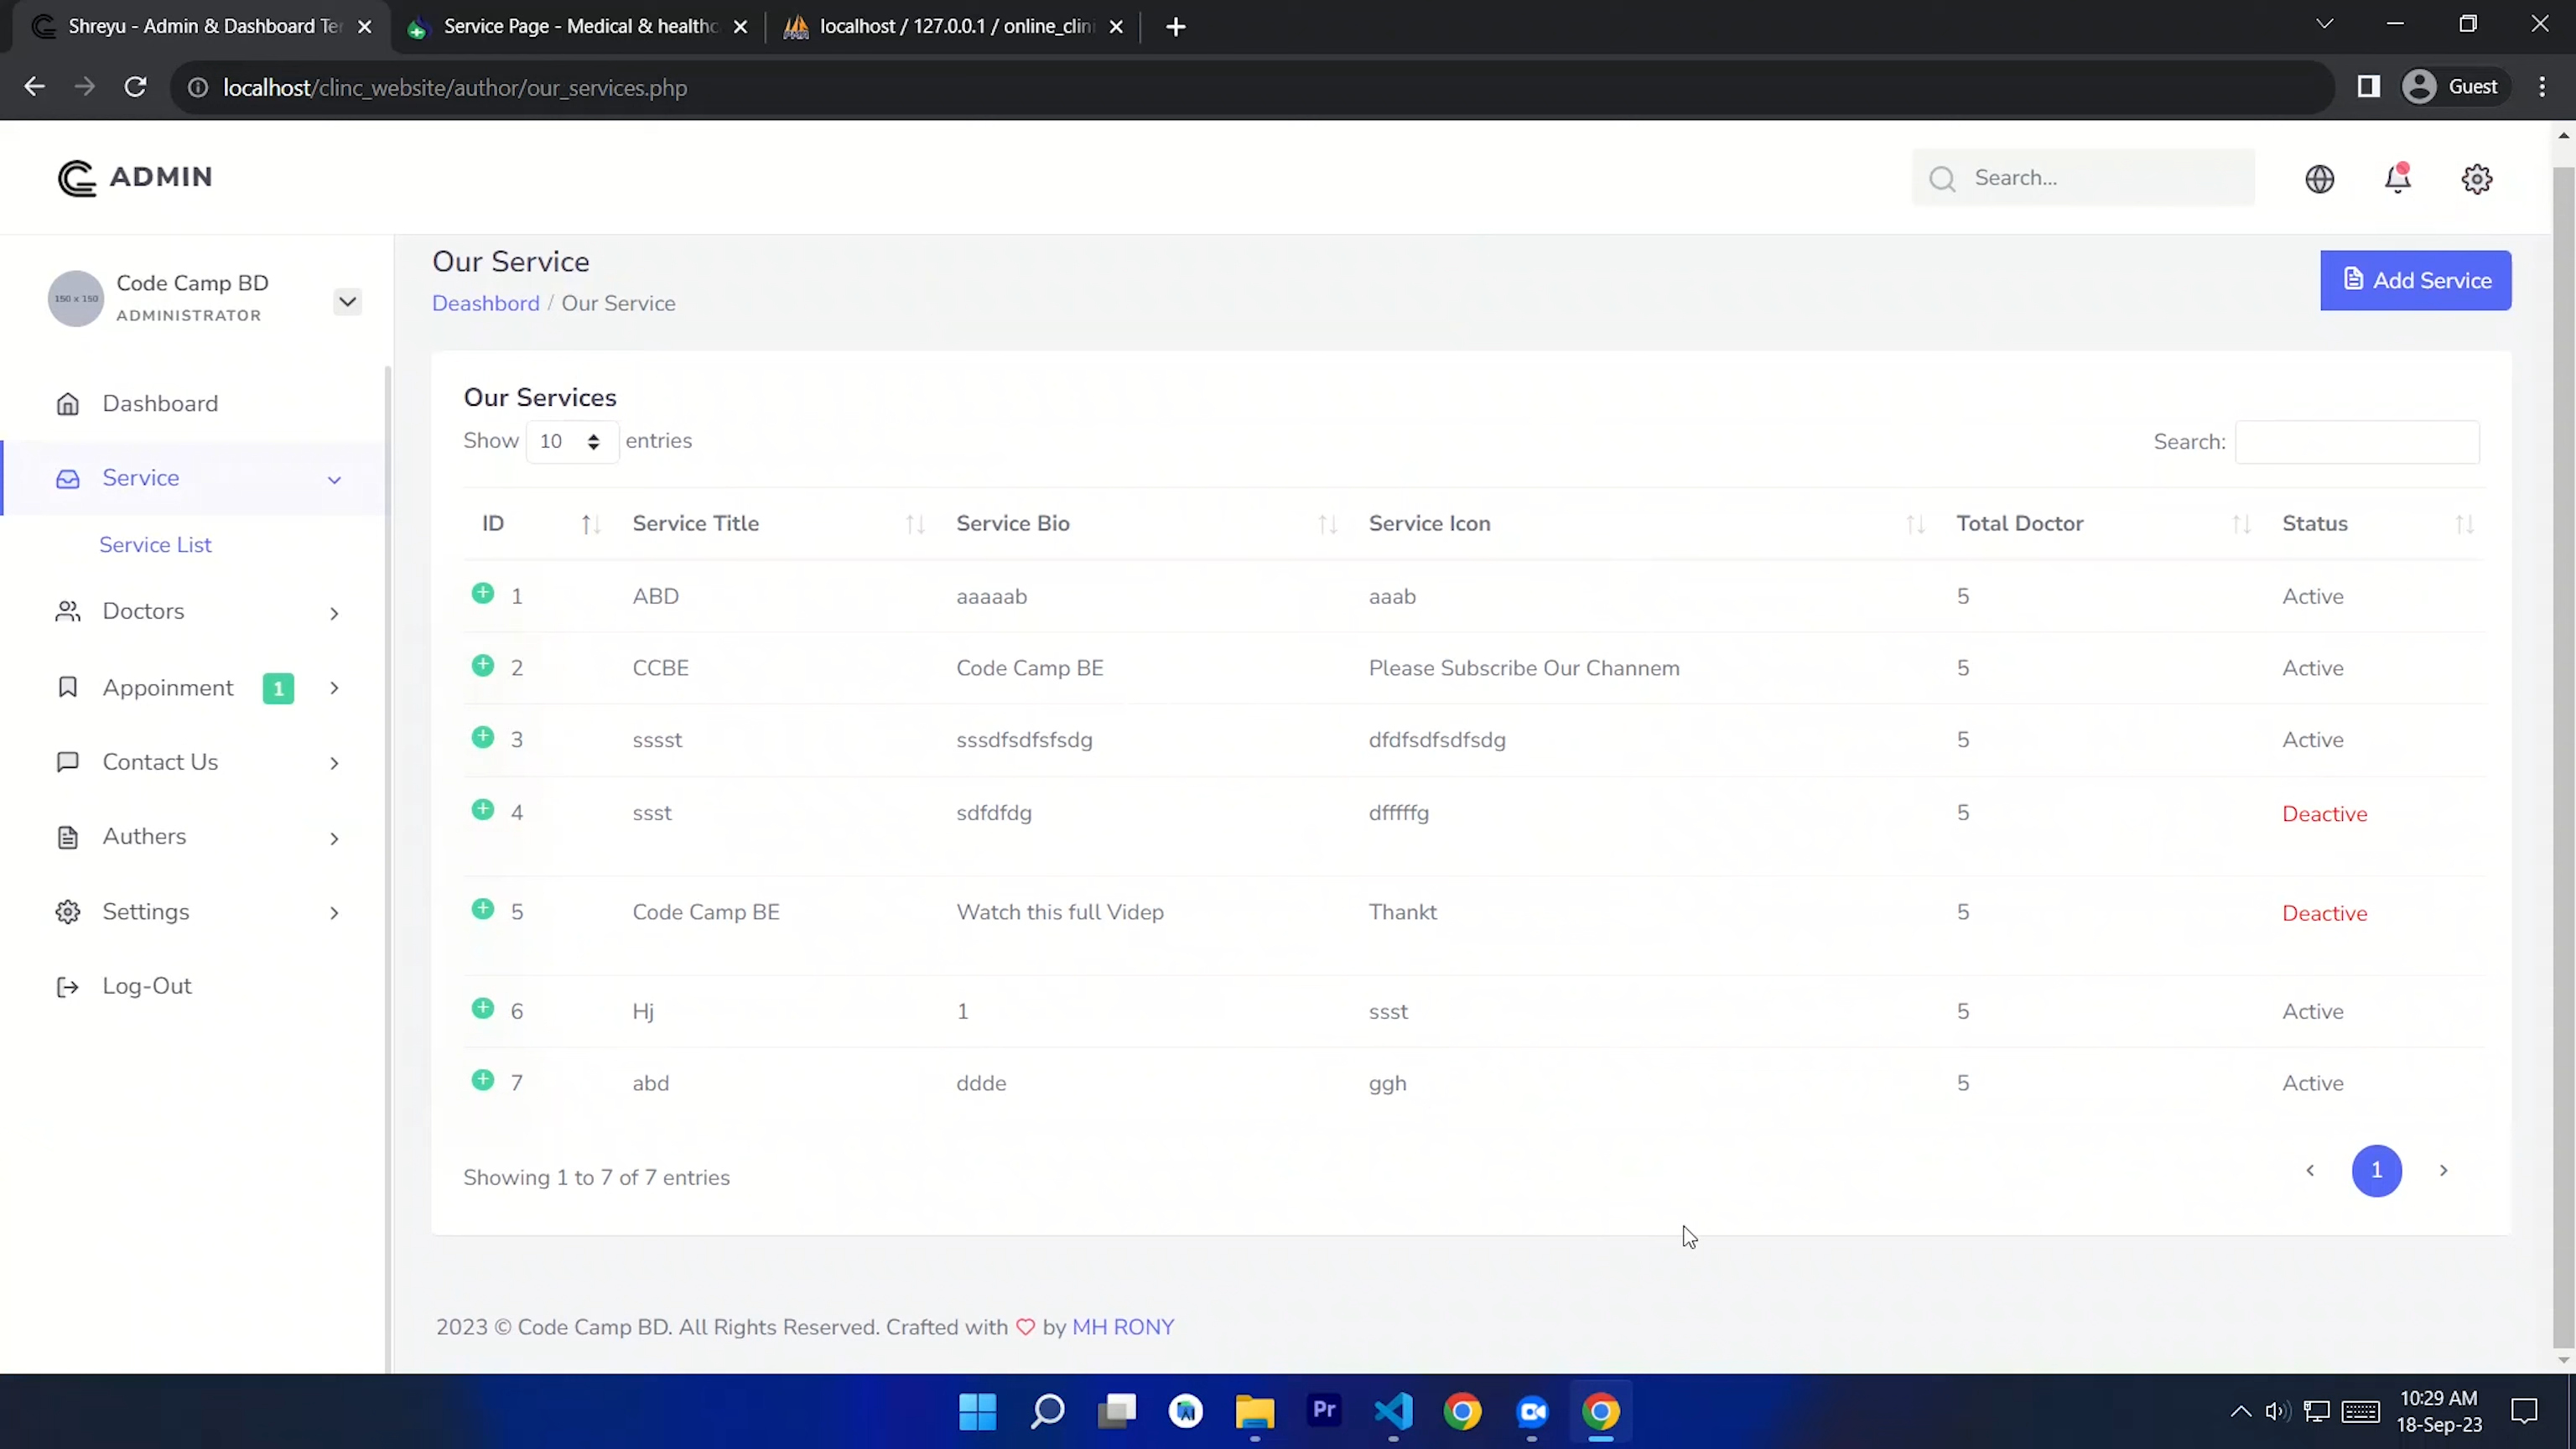 Shreyu - Admin & Dashboard Ter
Service Page - Medical & healthc
localhost / 127.0.0.1 / online_clini
localhost/clinc_website/author/our_services.php
Guest
ADMIN
Search...
150 x 150
Code Camp BD
ADMINISTRATOR
Dashboard
Service
Service List
Doctors
Appoinment 1
Contact Us
Authers
Settings
Log-Out
Our Service
Deashbord / Our Service
Add Service
Our Services
Show 10 entries
Search:
ID Service Title Service Bio Service Icon Total Doctor Status
1 ABD aaaaab aaab 5 Active
2 CCBE Code Camp BE Please Subscribe Our Channem 5 Active
3 sssst sssdfsdfsfsdg dfdfsdfsdfsdg 5 Active
4 ssst sdfdfdg dfffffg 5 Deactive
5 Code Camp BE Watch this full Videp Thankt 5 Deactive
6 Hj 1 ssst 5 Active
7 abd ddde ggh 5 Active
Showing 1 to 7 of 7 entries
1
2023 © Code Camp BD. All Rights Reserved. Crafted with by MH RONY
Pr
10:29 AM
18-Sep-23